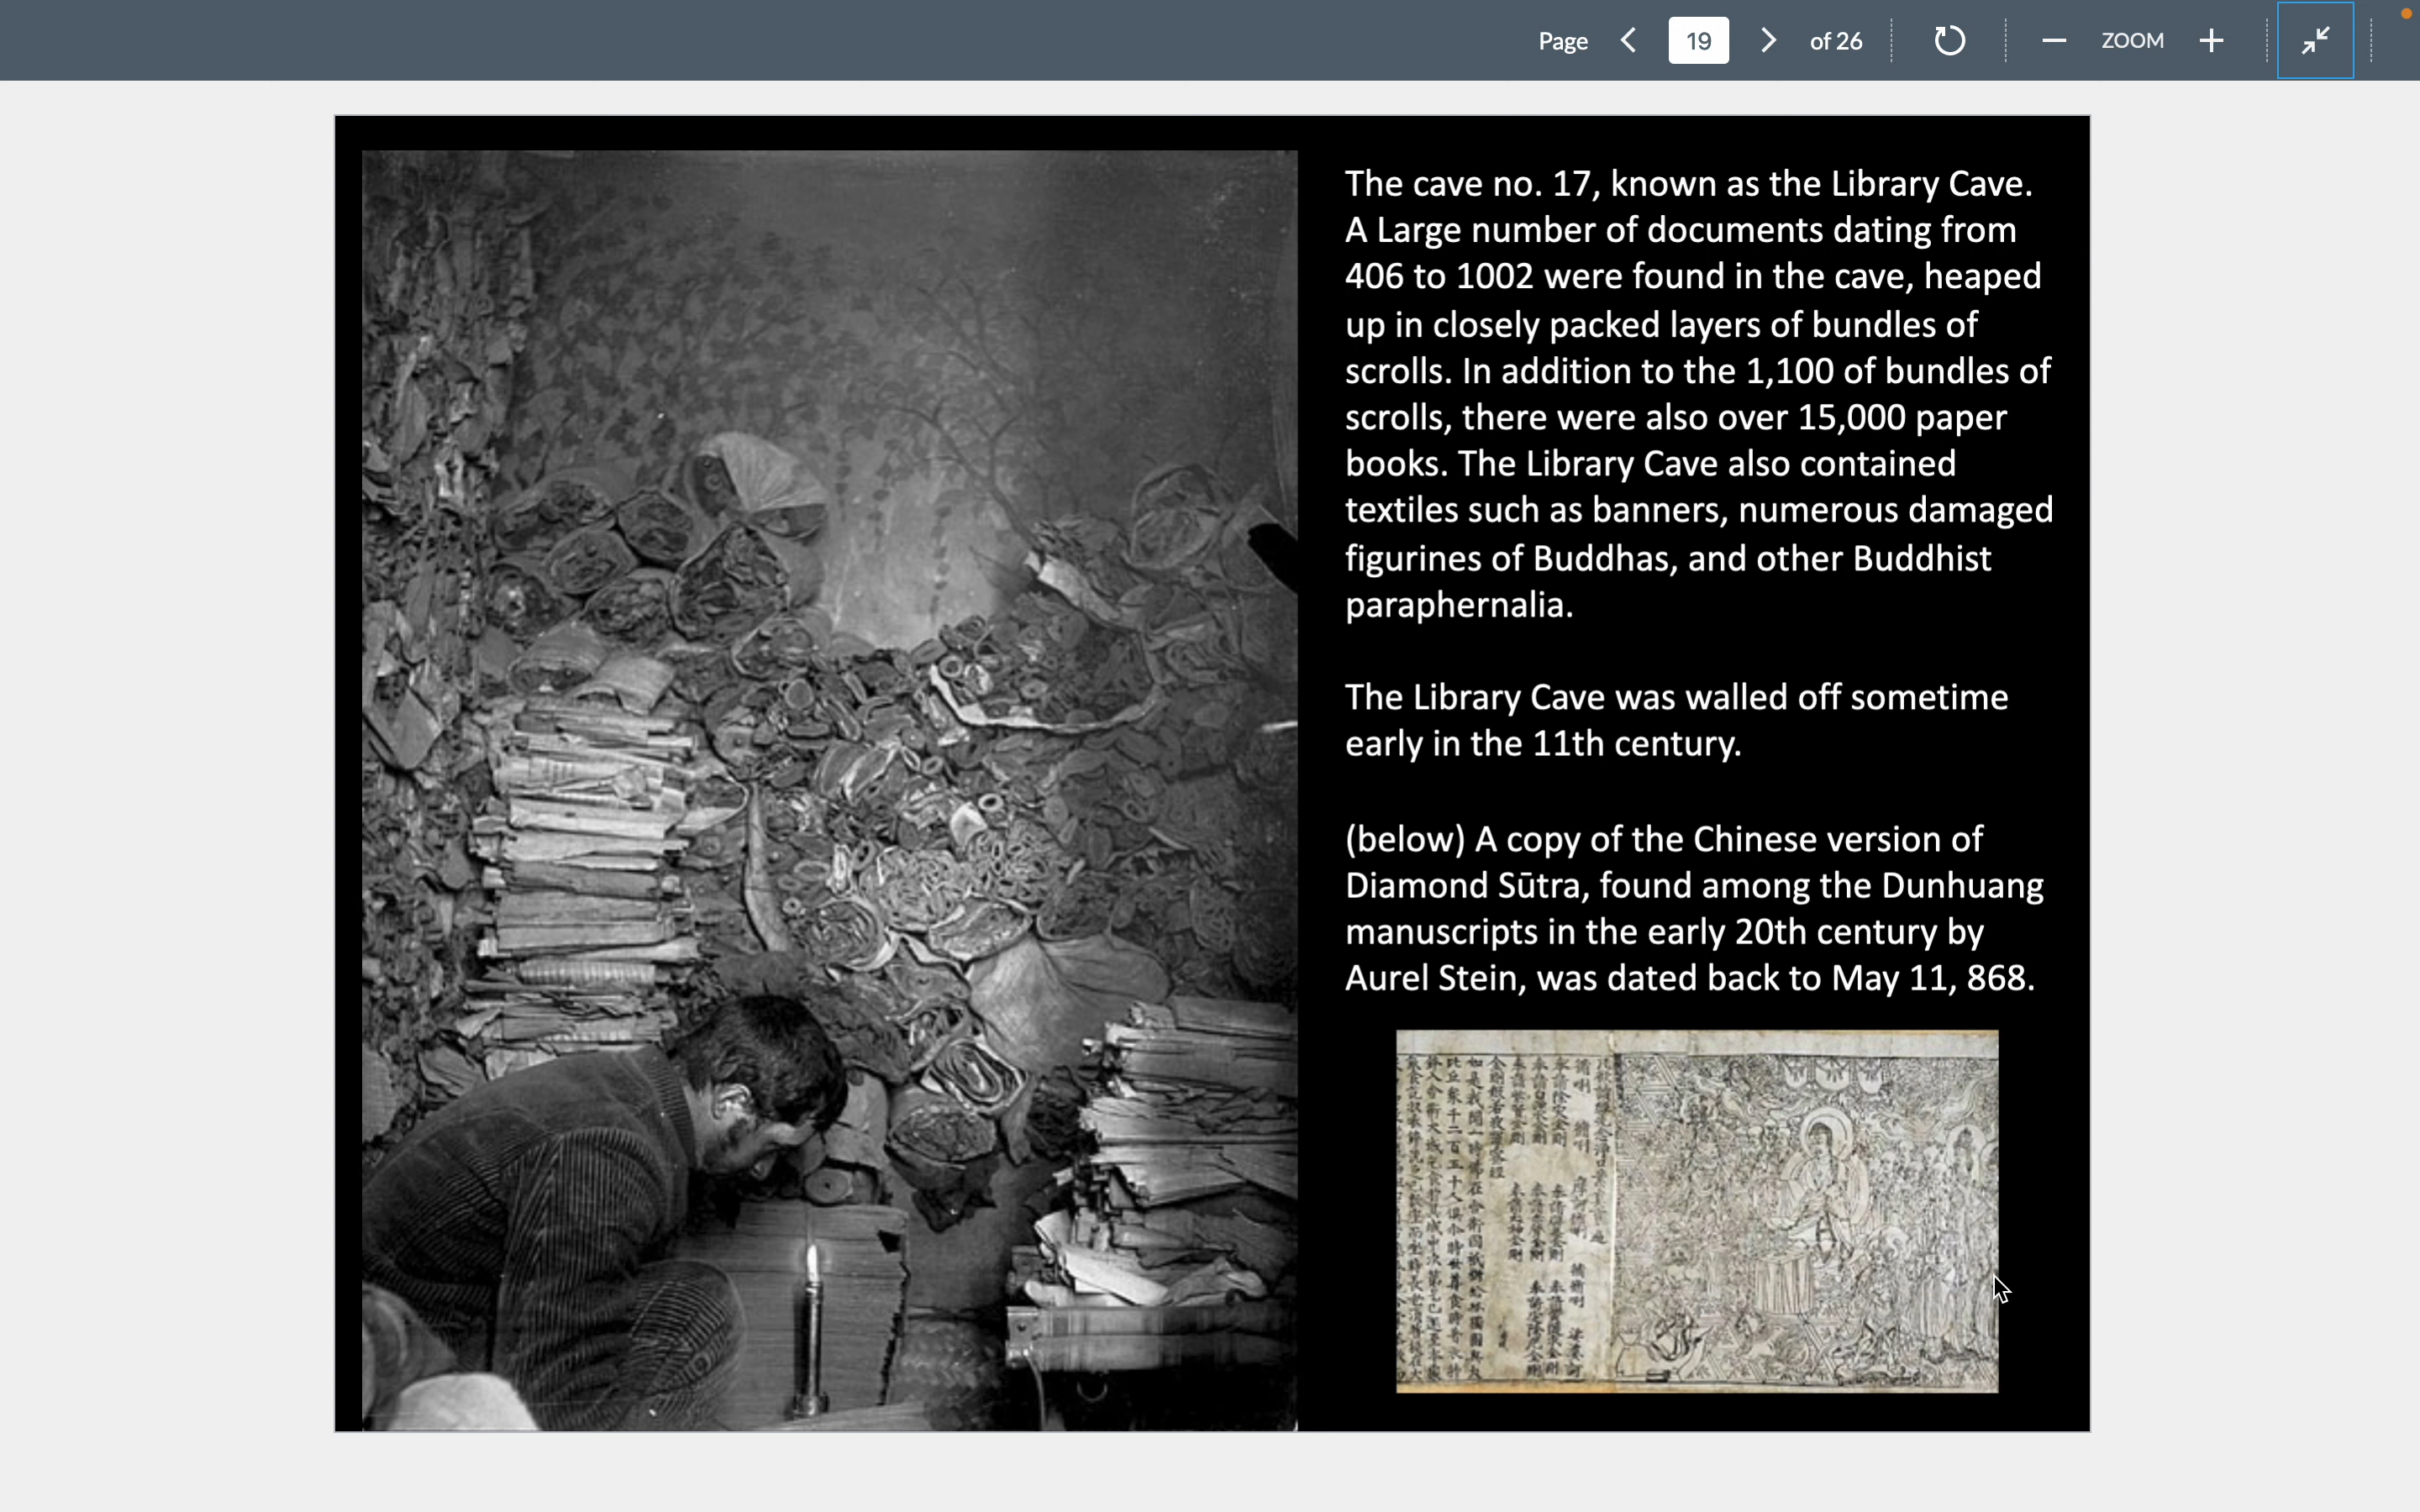 Page 19 of 26 ZOOM
The cave no. 17, known as the Library Cave.
A Large number of documents dating from
406 to 1002 were found in the cave, heaped
up in closely packed layers of bundles of
scrolls. In addition to the 1,100 of bundles of
scrolls, there were also over 15,000 paper
books. The Library Cave also contained
textiles such as banners, numerous damaged
figurines of Buddhas, and other Buddhist
paraphernalia.
The Library Cave was walled off sometime
early in the 11th century.
(below) A copy of the Chinese version of
Diamond Sūtra, found among the Dunhuang
manuscripts in the early 20th century by
Aurel Stein, was dated back to May 11, 868.